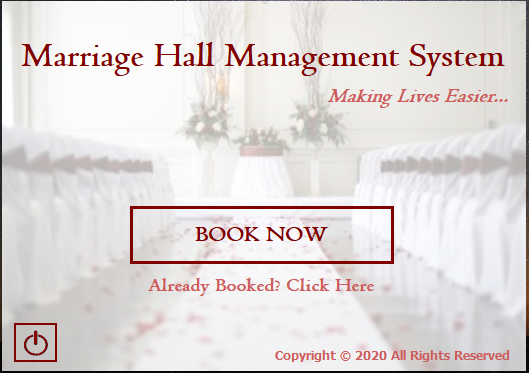 Marriage Hall Management System
Making Lives Easier...
BOOK NOW
Already Booked? Click Here
Copyright © 2020 All Rights Reserved